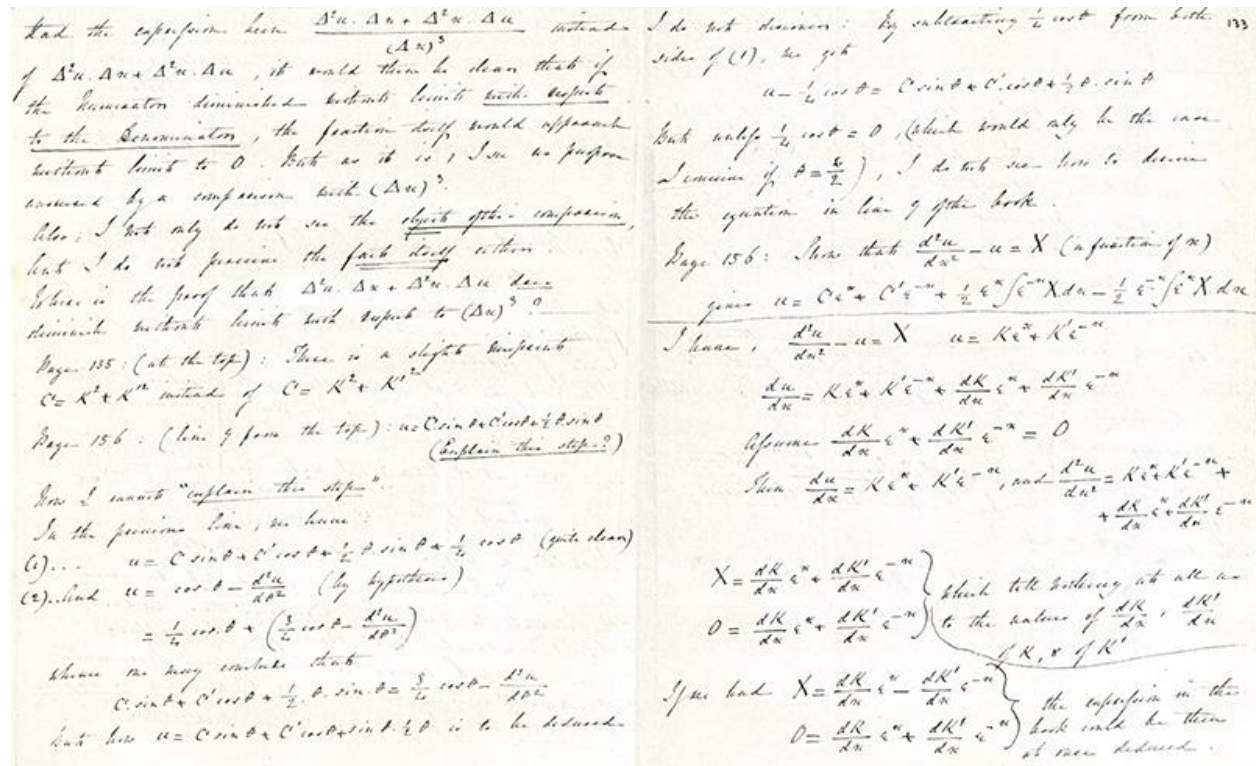 Had the expression been (Δ²u.Δx + Δ²x.Δu)/(Δx)³ instead
of Δ²u.Δx + Δ²x.Δu, it would then be clear that if
the Numerator diminished without limits with respect
to the Denominator, the fraction itself would approach
without limit to 0. But as it is, I see no purpose
answered by a comparison with (Δx)³.
Also; I not only do not see the object of the comparison,
but I do not perceive the fact itself either.
Where is the proof that Δ²u.Δx + Δ²x.Δu does
diminish without limits with respect to (Δx)³?
Page 135: (at the top): There is a slight misprint
C = K² + K'² instead of C = K² + K'²
Page 156: (line 9 from the top): u = C.sin θ + C'cos θ + ½ θ.sin θ
(Explain this step?)
Now I cannot "explain this step".
In the previous line, we have:
(1).... u = C sin θ + C' cos θ + ½ θ.sin θ + ¼ cos θ (quite clear)
(2)..And u = cos.θ − d²u/dθ² (by hypothesis)
= ¼ cos.θ + (¾ cos θ − d²u/dθ²)
whence one may conclude that
C sin θ + C' cos θ + ½.θ.sin.θ = ¾ cos θ − d²u/dθ²
But how u = C sin θ + C' cos θ + sin θ.½ θ is to be deduced
133
I do not discover: By subtracting ¼ cos θ from both
sides of (1), we get
u − ¼ cos θ = C sin θ + C'.cos θ + ½ θ.sin θ
But unless ¼ cos θ = 0, (which would only be the case
I conceive if θ = π/2), I do not see how to derive
the equation in line 9 of the book.
Page 156: Show that d²u/dx² − u = X (a function of x)
gives u = Cεˣ + C'ε⁻ˣ + ½ εˣ∫ε⁻ˣX dx − ½ ε⁻ˣ∫εˣX dx
I have, d²u/dx² − u = X u = Kεˣ + K'ε⁻ˣ
du/dx = Kεˣ + K'ε⁻ˣ + dK/dx εˣ + dK'/dx ε⁻ˣ
Assume dK/dx εˣ + dK'/dx ε⁻ˣ = 0
Then du/dx = Kεˣ + K'ε⁻ˣ, and d²u/dx² = Kεˣ + K'ε⁻ˣ +
+ dK/dx εˣ + dK'/dx ε⁻ˣ
X = dK/dx εˣ + dK'/dx ε⁻ˣ
0 = dK/dx εˣ + dK'/dx ε⁻ˣ
which tell nothing at all as
to the values of dK/dx, dK'/dx
of K, & of K'
If we had X = dK/dx εˣ − dK'/dx ε⁻ˣ
0 = dK/dx εˣ + dK'/dx ε⁻ˣ
the expression in the
book could be then
at once deduced.